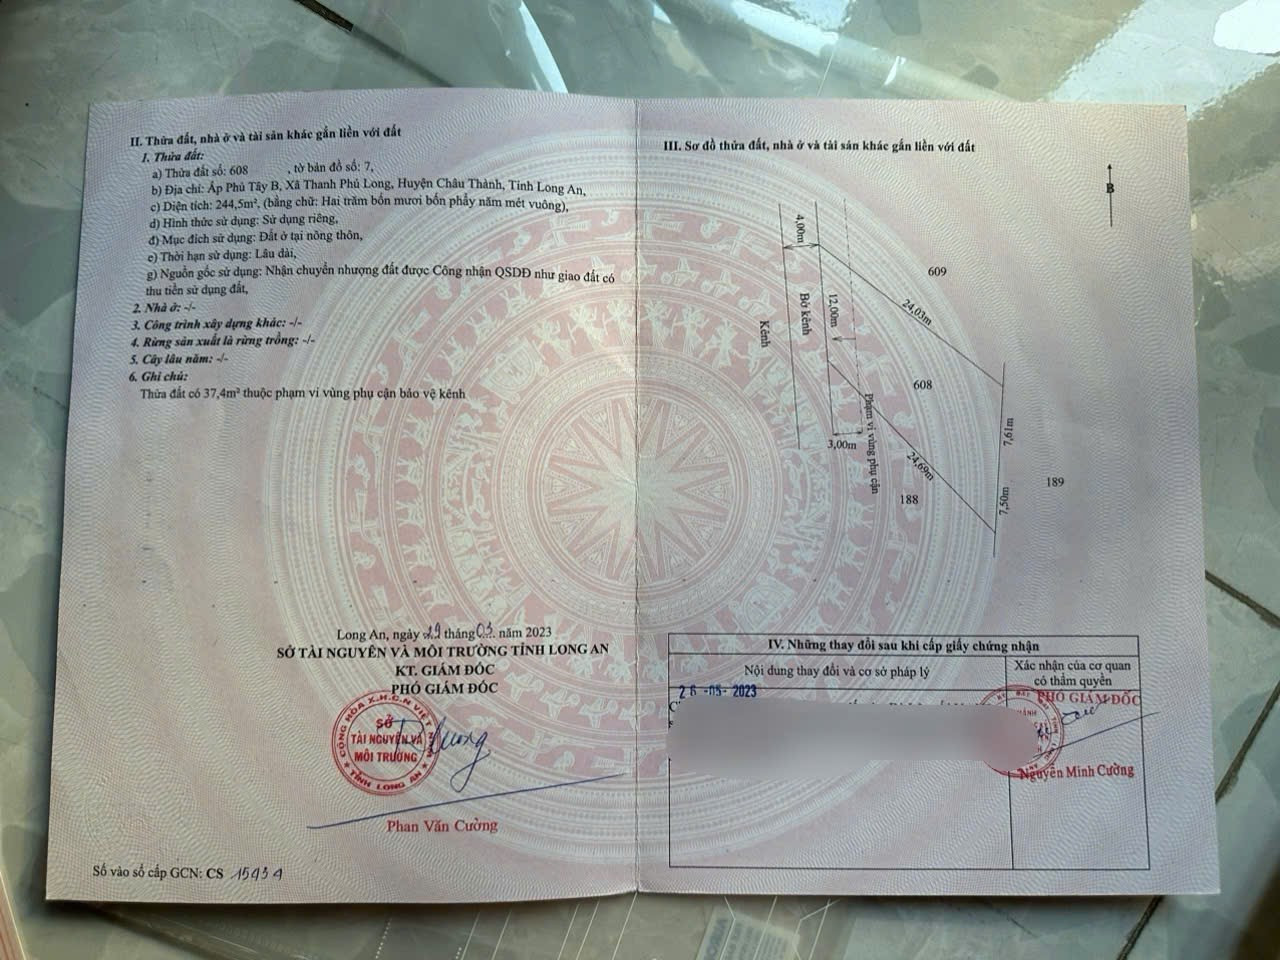 II. Thửa đất, nhà ở và tài sản khác gắn liền với đất
1. Thửa đất:
a) Thửa đất số: 608 , tờ bản đồ số: 7,
b) Địa chỉ: Ấp Phú Tây B, Xã Thanh Phú Long, Huyện Châu Thành, Tỉnh Long An,
c) Diện tích: 244,5m², (bằng chữ: Hai trăm bốn mươi bốn phẩy năm mét vuông),
d) Hình thức sử dụng: Sử dụng riêng,
đ) Mục đích sử dụng: Đất ở tại nông thôn,
e) Thời hạn sử dụng: Lâu dài,
g) Nguồn gốc sử dụng: Nhận chuyển nhượng đất được Công nhận QSDĐ như giao đất có
thu tiền sử dụng đất,
2. Nhà ở: -/-
3. Công trình xây dựng khác: -/-
4. Rừng sản xuất là rừng trồng: -/-
5. Cây lâu năm: -/-
6. Ghi chú:
Thửa đất có 37,4m² thuộc phạm vi vùng phụ cận bảo vệ kênh
Long An, ngày 29 tháng 03 năm 2023
SỞ TÀI NGUYÊN VÀ MÔI TRƯỜNG TỈNH LONG AN
KT. GIÁM ĐỐC
PHÓ GIÁM ĐỐC
CỘNG HÒA X.H.C.N VIỆT NAM
SỞ
TÀI NGUYÊN VÀ
MÔI TRƯỜNG
TỈNH LONG AN
Phan Văn Cường
Số vào sổ cấp GCN: CS 15434
III. Sơ đồ thửa đất, nhà ở và tài sản khác gắn liền với đất
B
4,00m
609
24,03m
12,00m
Bờ kênh
Kênh
608
Phạm vi vùng phụ cận
7,61m
3,00m
24,69m
189
188
7,50m
IV. Những thay đổi sau khi cấp giấy chứng nhận
Nội dung thay đổi và cơ sở pháp lý
Xác nhận của cơ quan
có thẩm quyền
26 -05- 2023
PHÓ GIÁM ĐỐC
Nguyễn Minh Cường